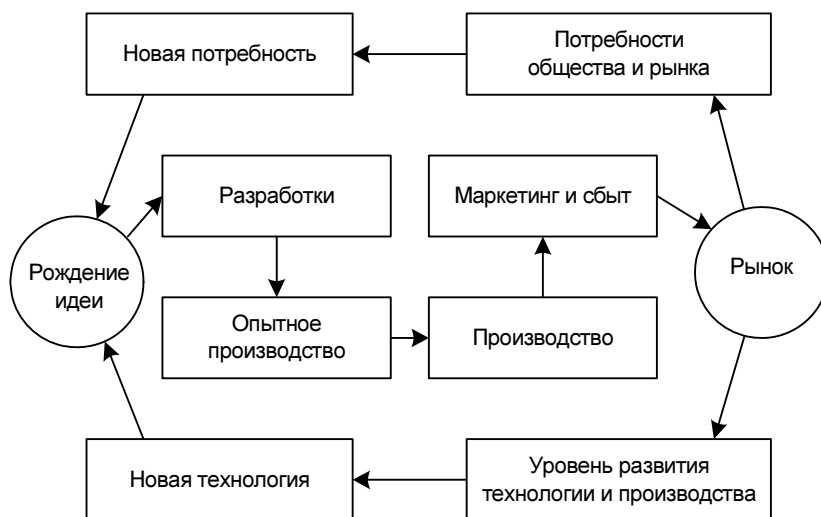 Новая потребность
Потребности
общества и рынка
Разработки
Маркетинг и сбыт
Рождение
идеи
Рынок
Опытное
производство
Производство
Новая технология
Уровень развития
технологии и производства